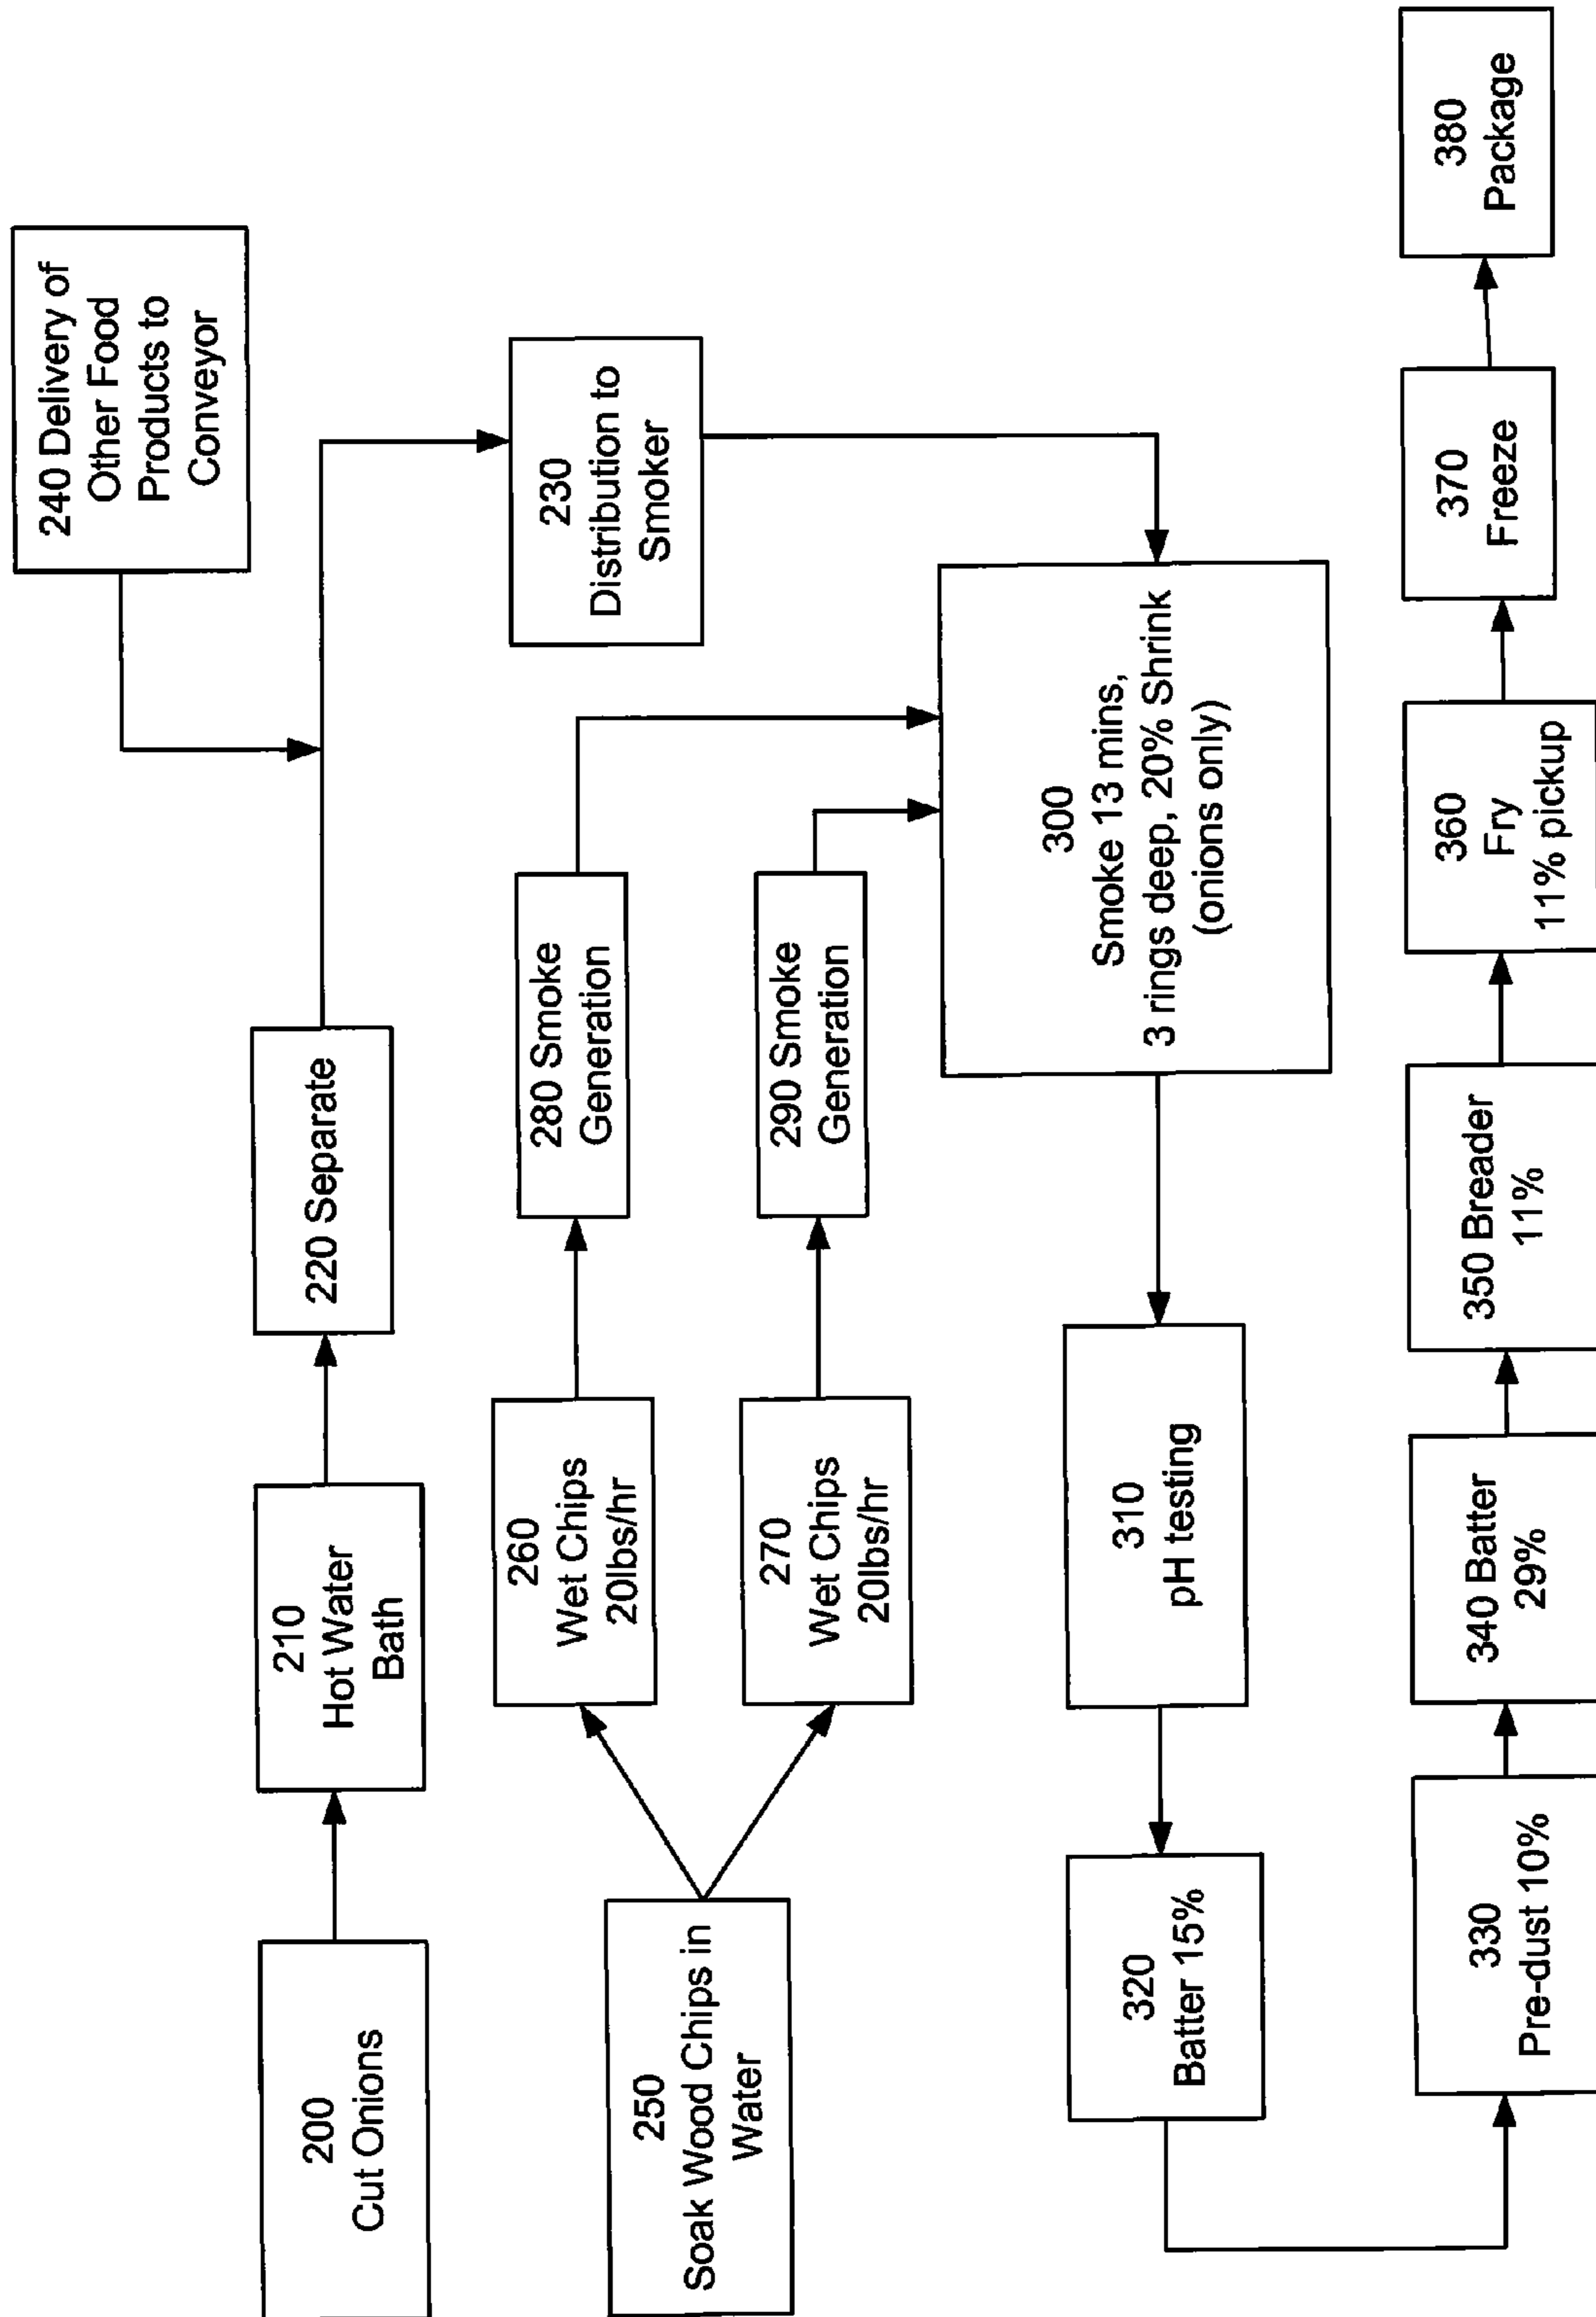 200
Cut Onions
210
Hot Water
Bath
220 Separate
240 Delivery of
Other Food
Products to
Conveyor
230
Distribution to
Smoker
250
Soak Wood Chips in
Water
260
Wet Chips
20lbs/hr
270
Wet Chips
20lbs/hr
280 Smoke
Generation
290 Smoke
Generation
300
Smoke 13 mins,
3 rings deep, 20% Shrink
(onions only)
310
pH testing
320
Batter 15%
330
Pre-dust 10%
340 Batter
29%
350 Breader
11%
360
Fry
11% pickup
370
Freeze
380
Package